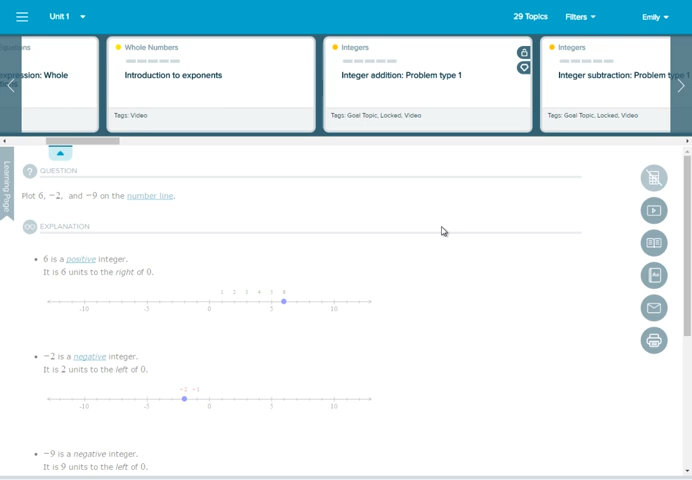 Unit 1
29 Topics
Filters
Emily
Equations
expression: Whole
Whole Numbers
Introduction to exponents
Tags: Video
Integers
Integer addition: Problem type 1
Tags: Goal Topic, Locked, Video
Integers
Integer subtraction: Problem type 1
Tags: Goal Topic, Locked, Video
Learning Page
? QUESTION
Plot 6, −2, and −9 on the number line.
EXPLANATION
• 6 is a positive integer.
It is 6 units to the right of 0.
1 2 3 4 5 6
-10 -5 0 5 10
• −2 is a negative integer.
It is 2 units to the left of 0.
-10 -5 0 5 10
• −9 is a negative integer.
It is 9 units to the left of 0.